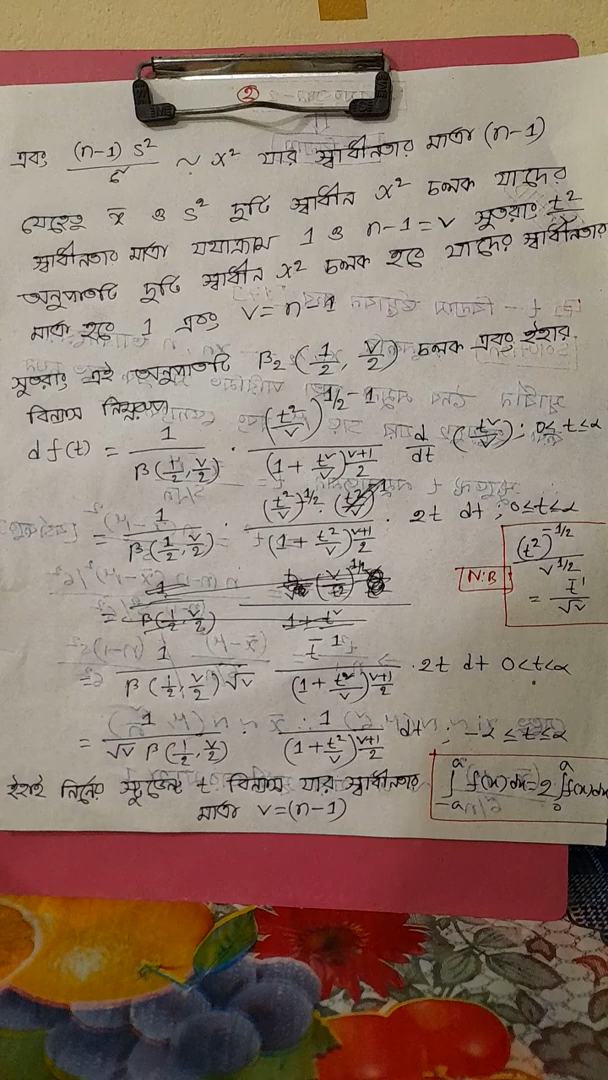 ২
এবং (n-1) s² / σ² ~ x² যার স্বাধীনতার মাত্রা (n-1)
যেহেতু x̄ ও s² দুটি স্বাধীন x² চলক যাদের
স্বাধীনতার মাত্রা যথাক্রমে 1 ও n-1 = v সুতরাং t²/v
অনুপাতটি দুটি স্বাধীন x² চলক হবে যাদের স্বাধীনতার
মাত্রা হবে 1 এবং v = n-1
সুতরাং এই অনুপাতটি β₂ (1/2, v/2) চলক এবং ইহার
বিন্যাস নিম্নরূপ
df(t) = 1 / β(1/2, v/2) · (t²/v)^(1/2 - 1) / (1 + t²/v)^((v+1)/2) d/dt (t²/v) ; 0 ≤ t ≤ α
= 1 / β(1/2, v/2) · (t²/v)^(1/2) · (t²/v)^-1 / (1 + t²/v)^((v+1)/2) · 2t dt ; 0 ≤ t ≤ α
N:B (t²)^(-1/2) / v^(1/2)
= t^-1 / √v
= 1 / β(1/2, v/2) √v t^-1 / (1 + t²/v)^((v+1)/2) · 2t dt 0 < t < α
= 1 / √v β(1/2, v/2) · 1 / (1 + t²/v)^((v+1)/2) dt ; -α ≤ t ≤ α
ইহাই নির্নেয় স্টুডেন্ট t বিন্যাস যার স্বাধীনতার
মাত্রা v = (n-1)
∫₋ₐᵃ f(x)dx = 2 ∫₀ᵃ f(x)dx